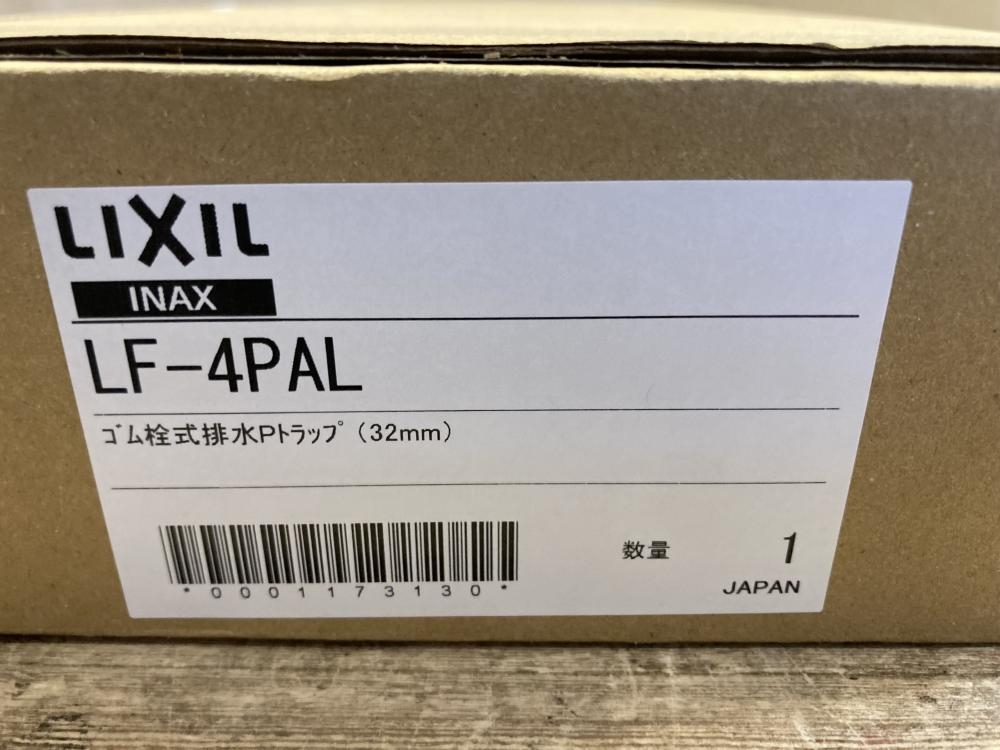 LIXIL
INAX
LF-4PAL
ｺﾞﾑ栓式排水Pﾄﾗｯﾌﾟ(32mm)
*0001173130*
数量 1
JAPAN